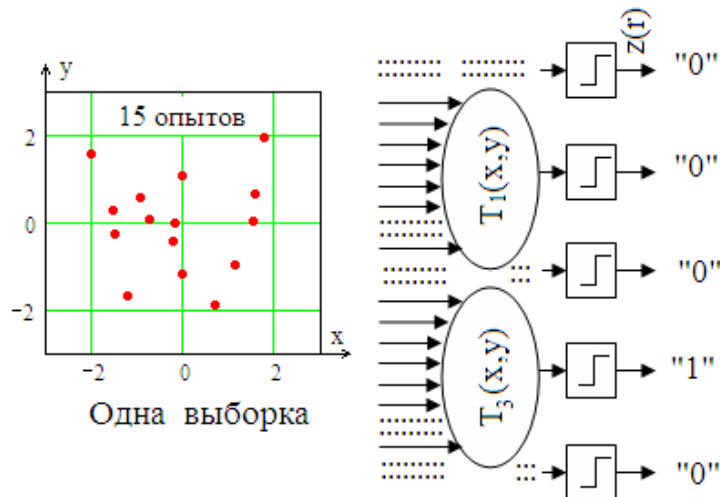 y
15 опытов
2
0
−2
x
−2
0
2
Одна выборка
T1(x,y)
T3(x,y)
z(r)
"0"
"0"
"0"
"1"
"0"